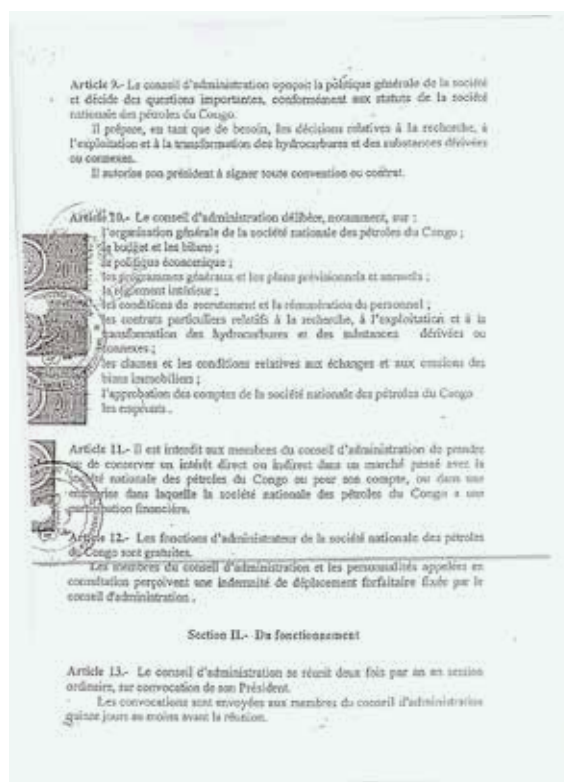 Article 9.- Le conseil d'administration conçoit la politique générale de la société
et décide des questions importantes, conformément aux statuts de la société
nationale des pétroles du Congo.
Il prépare, en tant que de besoin, les décisions relatives à la recherche, à
l'exploitation et à la transformation des hydrocarbures et des substances dérivées
ou connexes.
Il autorise son président à signer toute convention ou contrat.
Article 10.- Le conseil d'administration délibère, notamment, sur :
l'organisation générale de la société nationale des pétroles du Congo ;
le budget et les bilans ;
la politique économique ;
les programmes généraux et les plans prévisionnels et annuels ;
le règlement intérieur ;
les conditions de recrutement et la rémunération du personnel ;
les contrats particuliers relatifs à la recherche, à l'exploitation et à la
transformation des hydrocarbures et des substances dérivées ou
connexes ;
les clauses et les conditions relatives aux échanges et aux cessions des
biens immobiliers ;
l'approbation des comptes de la société nationale des pétroles du Congo
les emprunts .
Article 11.- Il est interdit aux membres du conseil d'administration de prendre
ou de conserver un intérêt direct ou indirect dans un marché passé avec la
société nationale des pétroles du Congo ou pour son compte, ou dans une
entreprise dans laquelle la société nationale des pétroles du Congo a une
participation financière.
Article 12.- Les fonctions d'administrateur de la société nationale des pétroles
du Congo sont gratuites.
Les membres du conseil d'administration et les personnalités appelées en
consultation perçoivent une indemnité de déplacement forfaitaire fixée par le
conseil d'administration .
Section II.- Du fonctionnement
Article 13.- Le conseil d'administration se réunit deux fois par an en session
ordinaire, sur convocation de son Président.
Les convocations sont envoyées aux membres du conseil d'administration
quinze jours au moins avant la réunion.